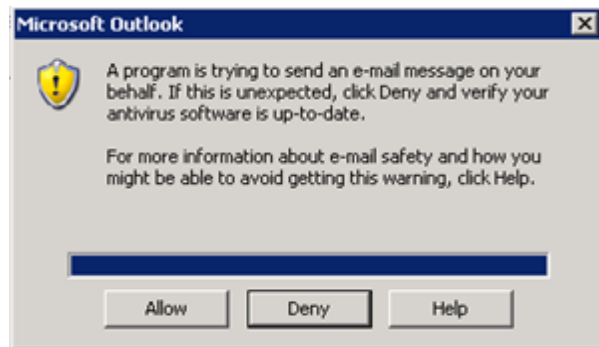 Microsoft Outlook
A program is trying to send an e-mail message on your
behalf. If this is unexpected, click Deny and verify your
antivirus software is up-to-date.
For more information about e-mail safety and how you
might be able to avoid getting this warning, click Help.
Allow Deny Help